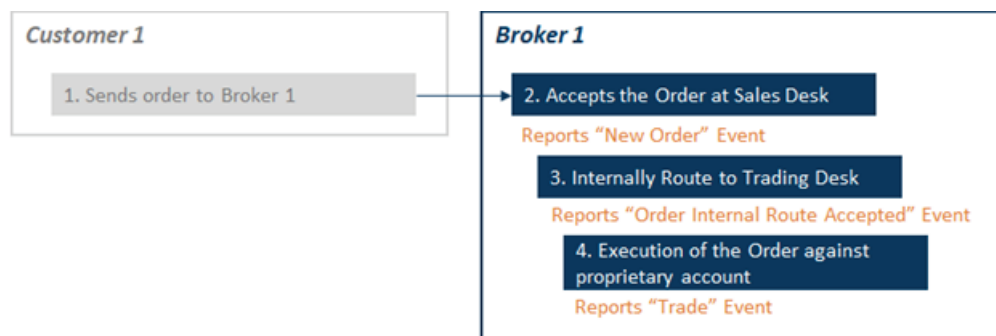 Customer 1
1. Sends order to Broker 1
Broker 1
2. Accepts the Order at Sales Desk
Reports “New Order” Event
3. Internally Route to Trading Desk
Reports “Order Internal Route Accepted” Event
4. Execution of the Order against
proprietary account
Reports “Trade” Event